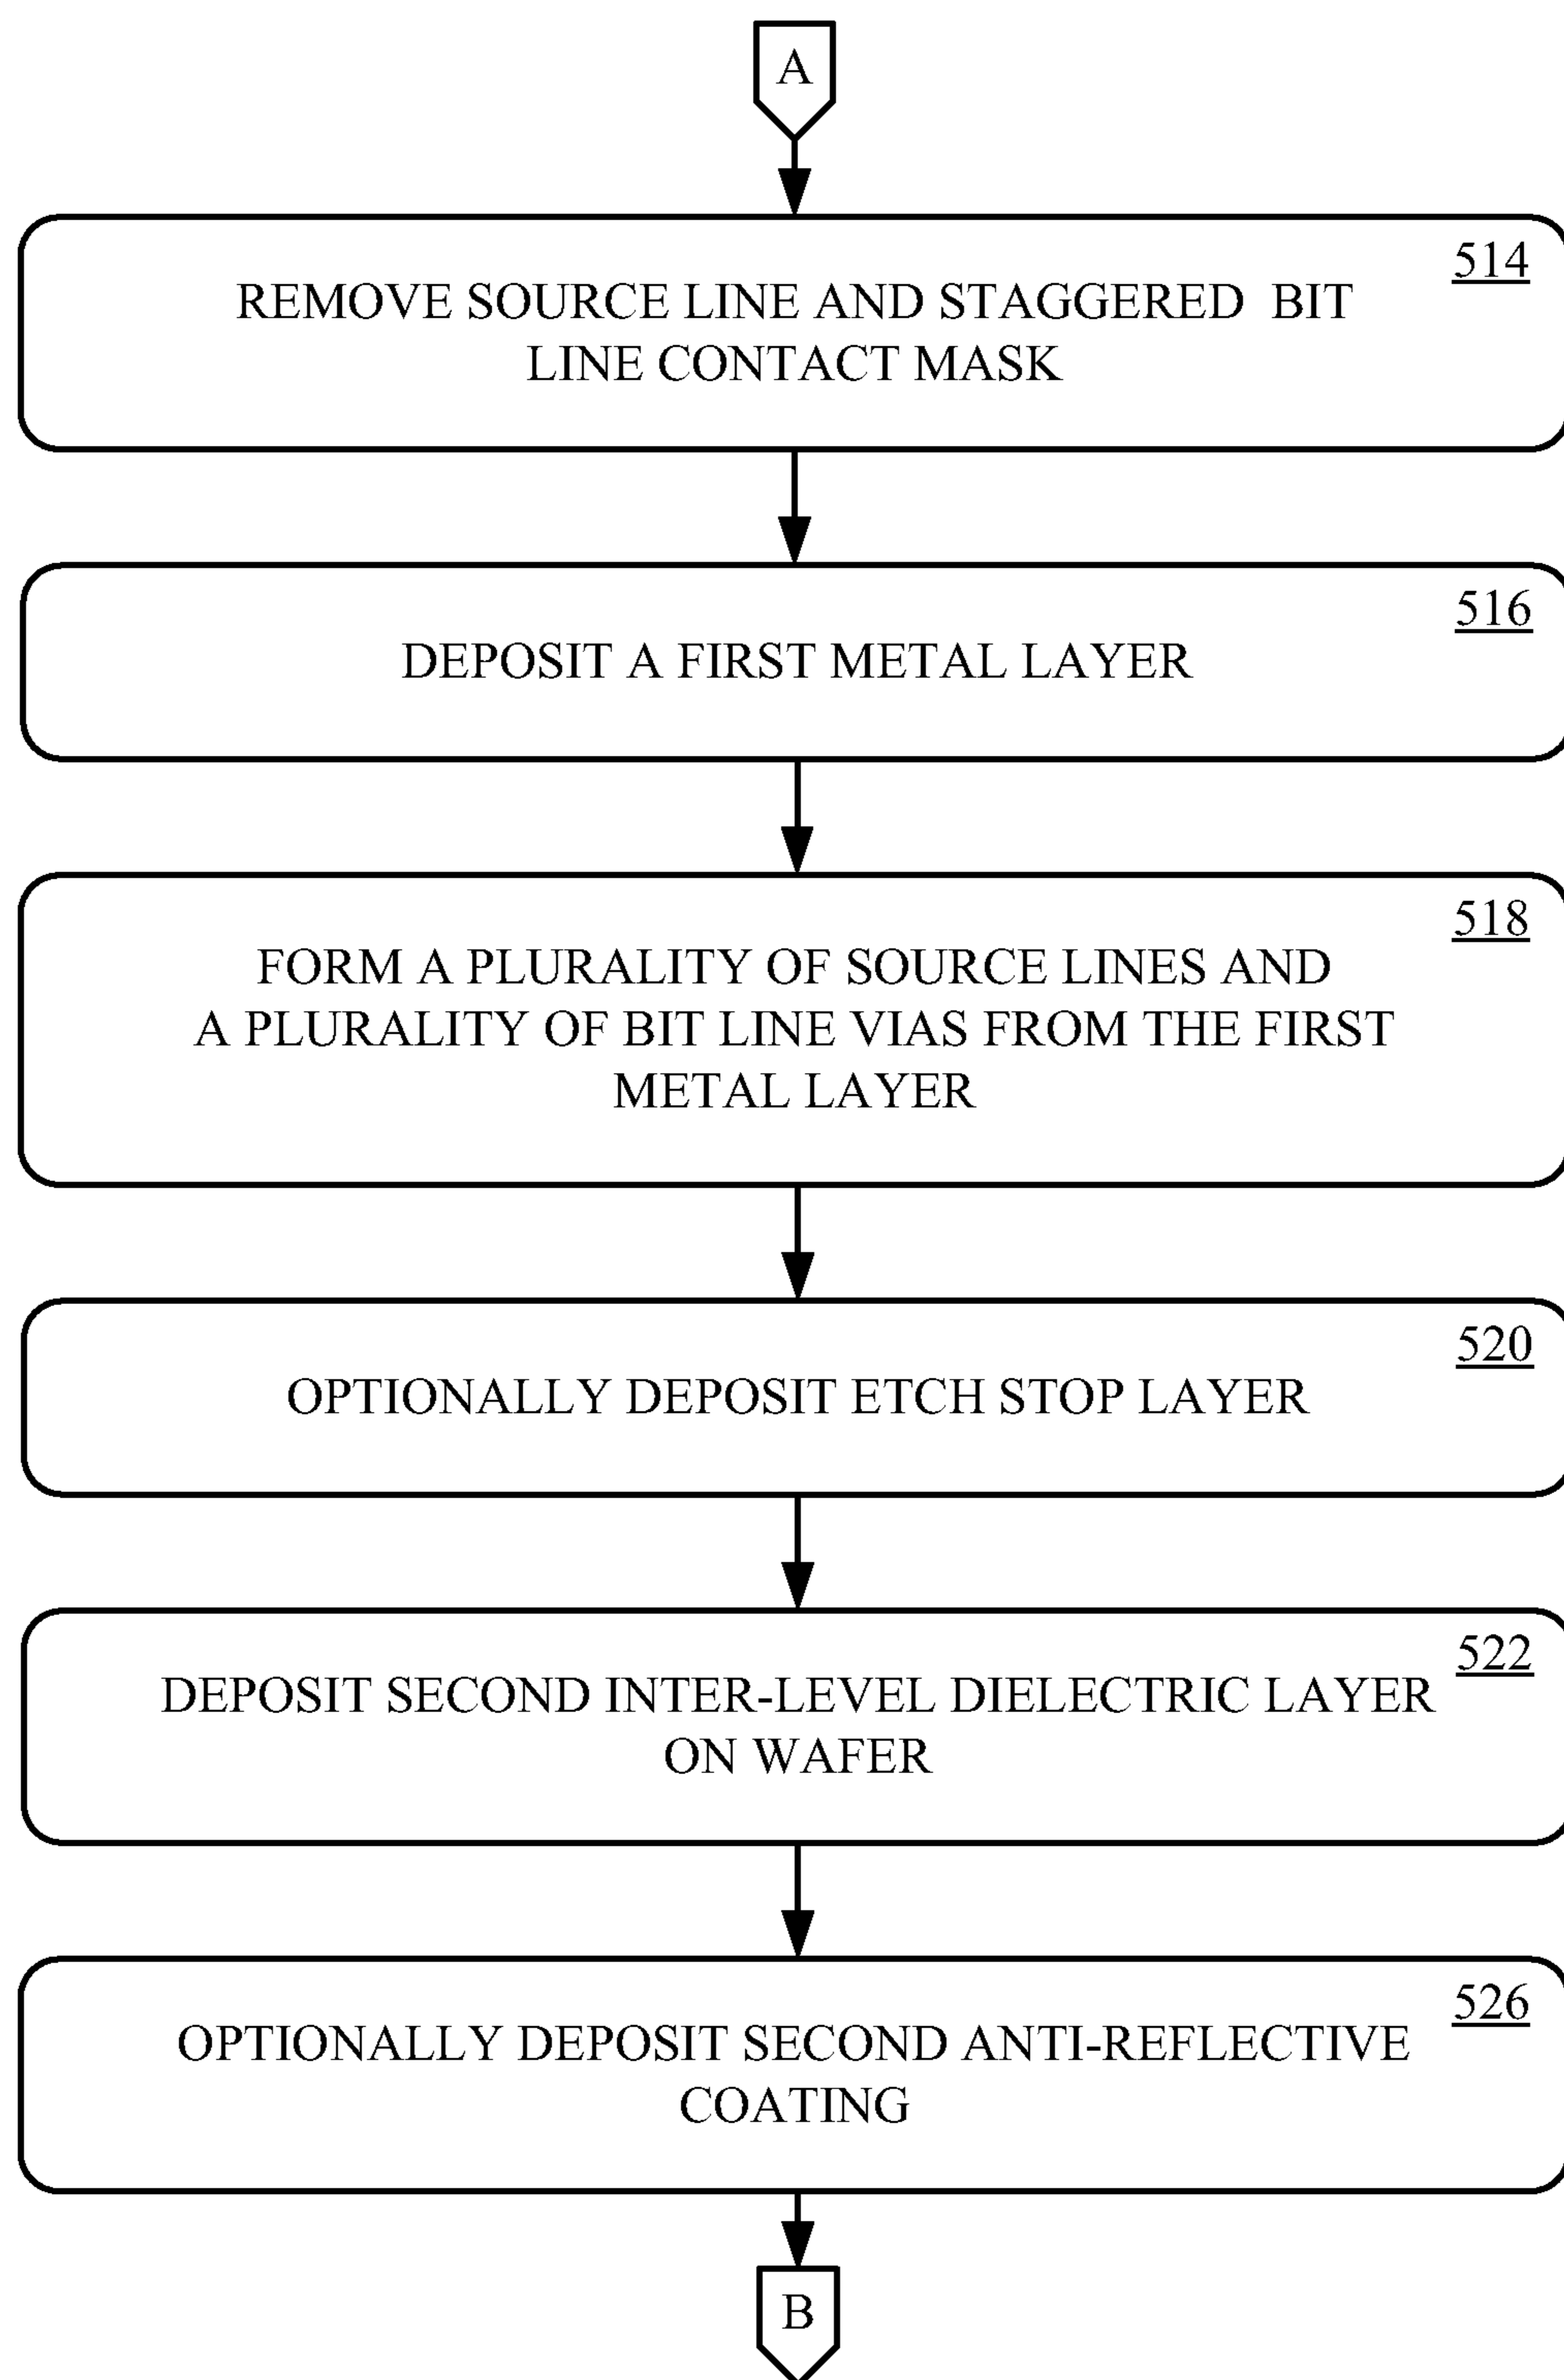 A
514
REMOVE SOURCE LINE AND STAGGERED BIT
LINE CONTACT MASK
516
DEPOSIT A FIRST METAL LAYER
518
FORM A PLURALITY OF SOURCE LINES AND
A PLURALITY OF BIT LINE VIAS FROM THE FIRST
METAL LAYER
520
OPTIONALLY DEPOSIT ETCH STOP LAYER
522
DEPOSIT SECOND INTER-LEVEL DIELECTRIC LAYER
ON WAFER
526
OPTIONALLY DEPOSIT SECOND ANTI-REFLECTIVE
COATING
B